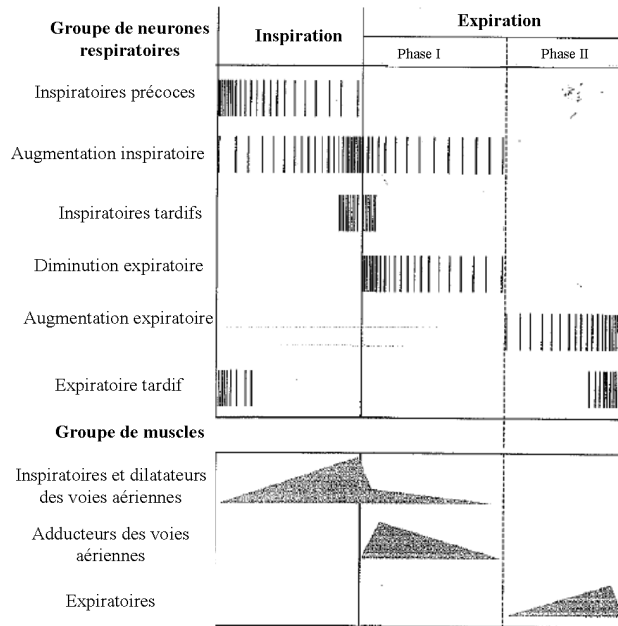 Groupe de neurones
respiratoires
Inspiration
Expiration
Phase I
Phase II
Inspiratoires précoces
Augmentation inspiratoire
Inspiratoires tardifs
Diminution expiratoire
Augmentation expiratoire
Expiratoire tardif
Groupe de muscles
Inspiratoires et dilatateurs
des voies aériennes
Adducteurs des voies
aériennes
Expiratoires